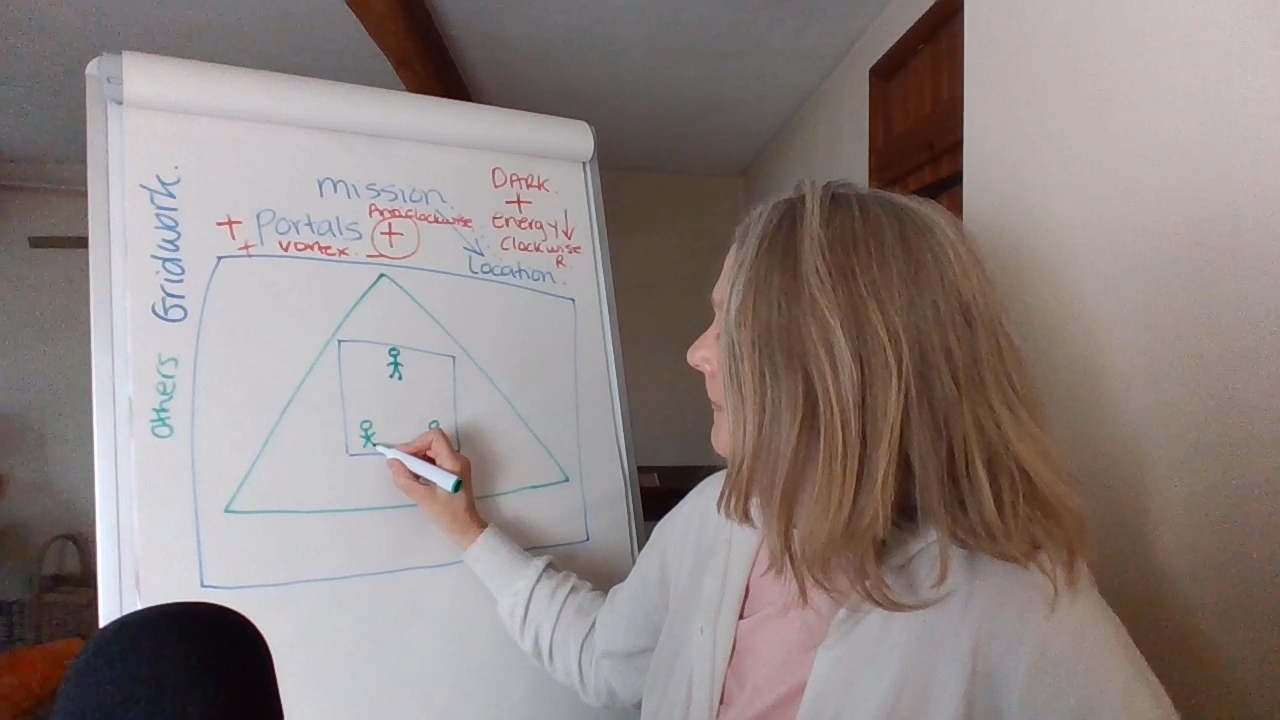 mission.
DARK.
+
+ Portals
Anticlockwise
energy ↓
+ vortex.
+
Clockwise
R.
Location.
Gridwork.
Others